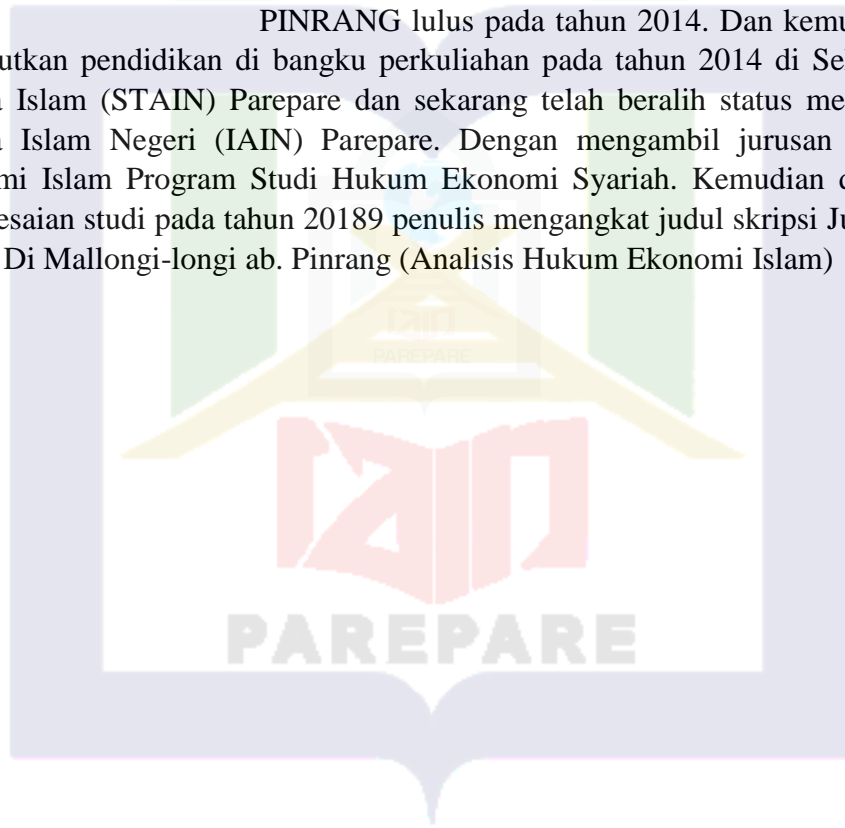 PINRANG lulus pada tahun 2014. Dan kemu
utkan pendidikan di bangku perkuliahan pada tahun 2014 di Se
Islam (STAIN) Parepare dan sekarang telah beralih status me
Islam Negeri (IAIN) Parepare. Dengan mengambil jurusan
mi Islam Program Studi Hukum Ekonomi Syariah. Kemudian d
esaian studi pada tahun 20189 penulis mengangkat judul skripsi Ju
Di Mallongi-longi ab. Pinrang (Analisis Hukum Ekonomi Islam)
IAIN
PAREPARE
IAIN
PAREPARE